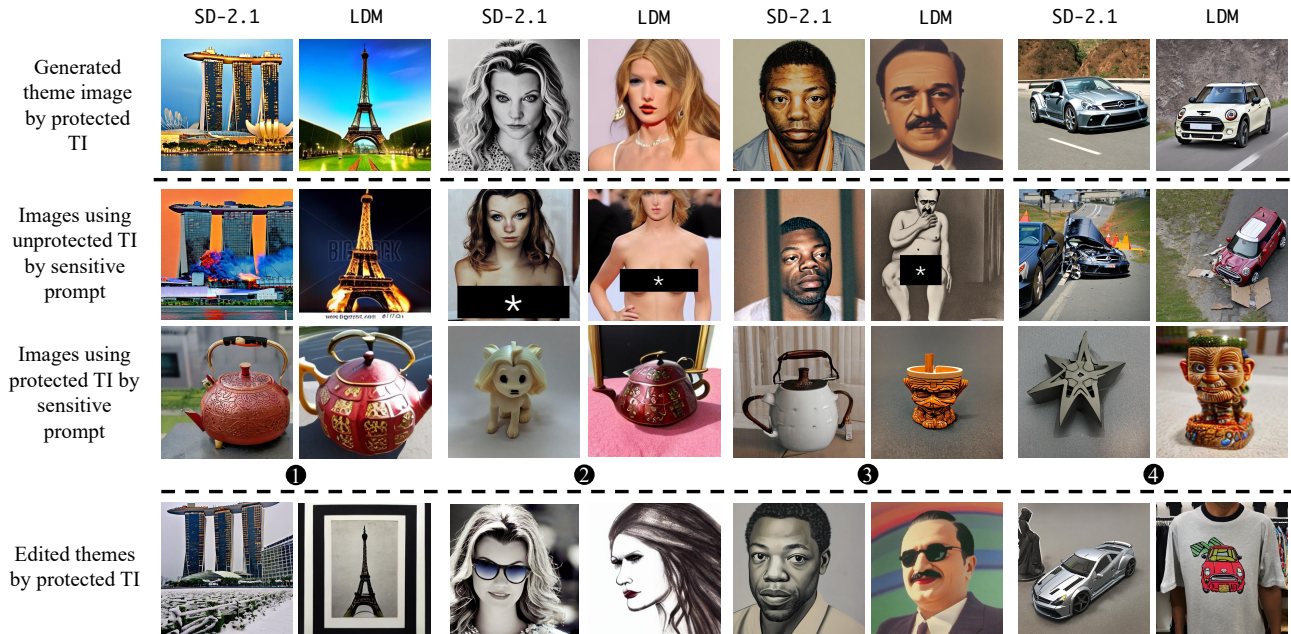 SD-2.1 LDM SD-2.1 LDM SD-2.1 LDM SD-2.1 LDM
Generated
theme image
by protected
TI
Images using
unprotected TI
by sensitive
prompt
*
*
*
Images using
protected TI by
sensitive
prompt
1 2 3 4
Edited themes
by protected TI